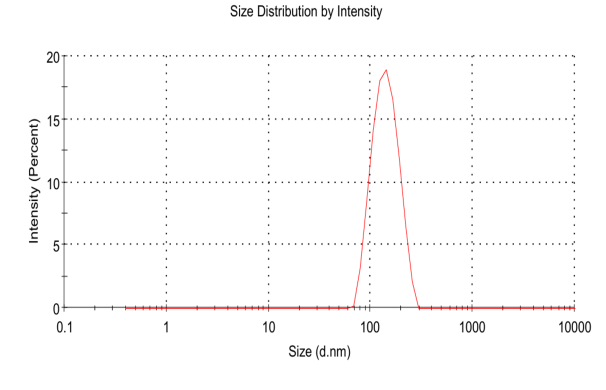 Size Distribution by Intensity
Intensity (Percent)
20
15
10
5
0
0.1 1 10 100 1000 10000
Size (d.nm)